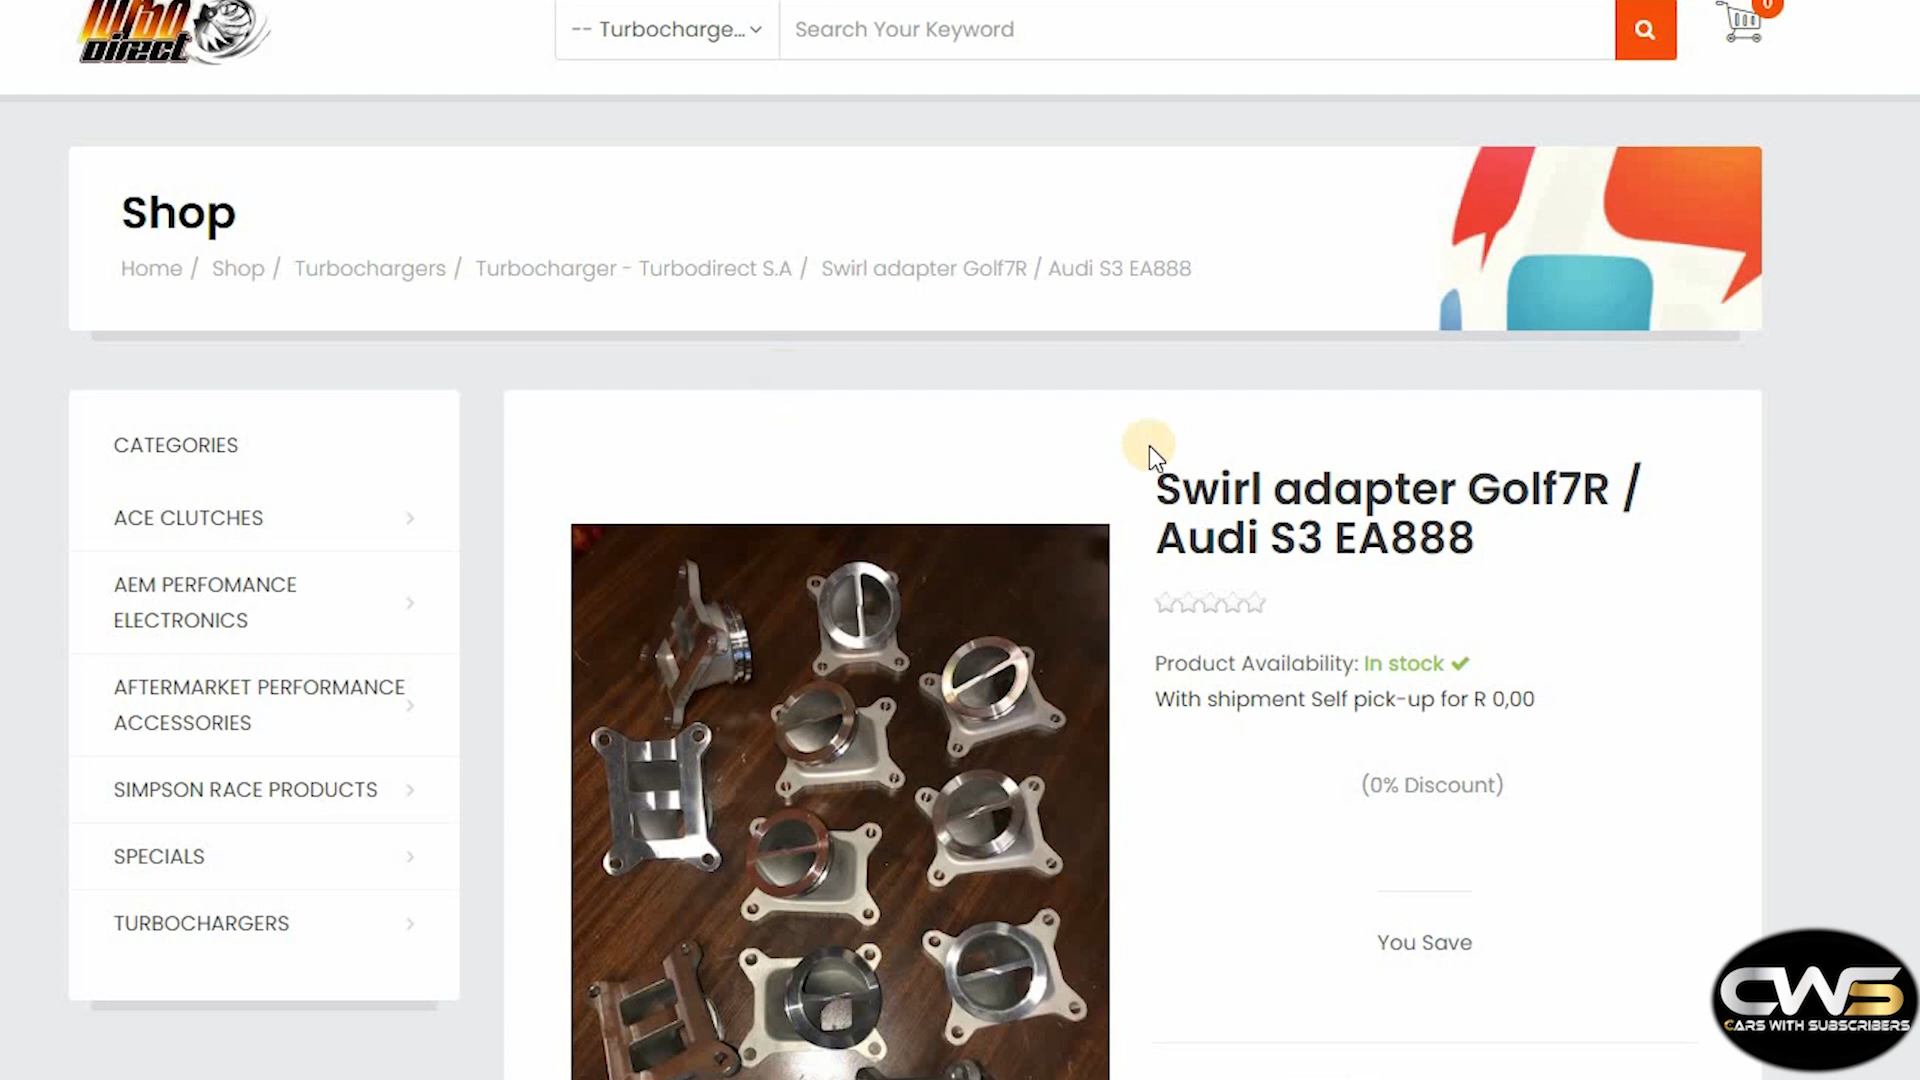 Turbo
Direct
-- Turbocharge...
Search Your Keyword
0
Shop
Home / Shop / Turbochargers / Turbocharger - Turbodirect S.A / Swirl adapter Golf7R / Audi S3 EA888
CATEGORIES
ACE CLUTCHES
AEM PERFOMANCE
ELECTRONICS
AFTERMARKET PERFORMANCE
ACCESSORIES
SIMPSON RACE PRODUCTS
SPECIALS
TURBOCHARGERS
Swirl adapter Golf7R /
Audi S3 EA888
Product Availability: In stock
With shipment Self pick-up for R 0,00
(0% Discount)
You Save
CWS
CARS WITH SUBSCRIBERS